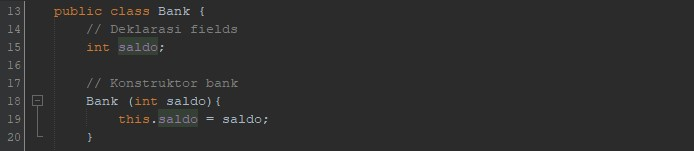 13 public class Bank {
14 // Deklarasi fields
15 int saldo;
16
17 // Konstruktor bank
18 Bank (int saldo){
19 this.saldo = saldo;
20 }